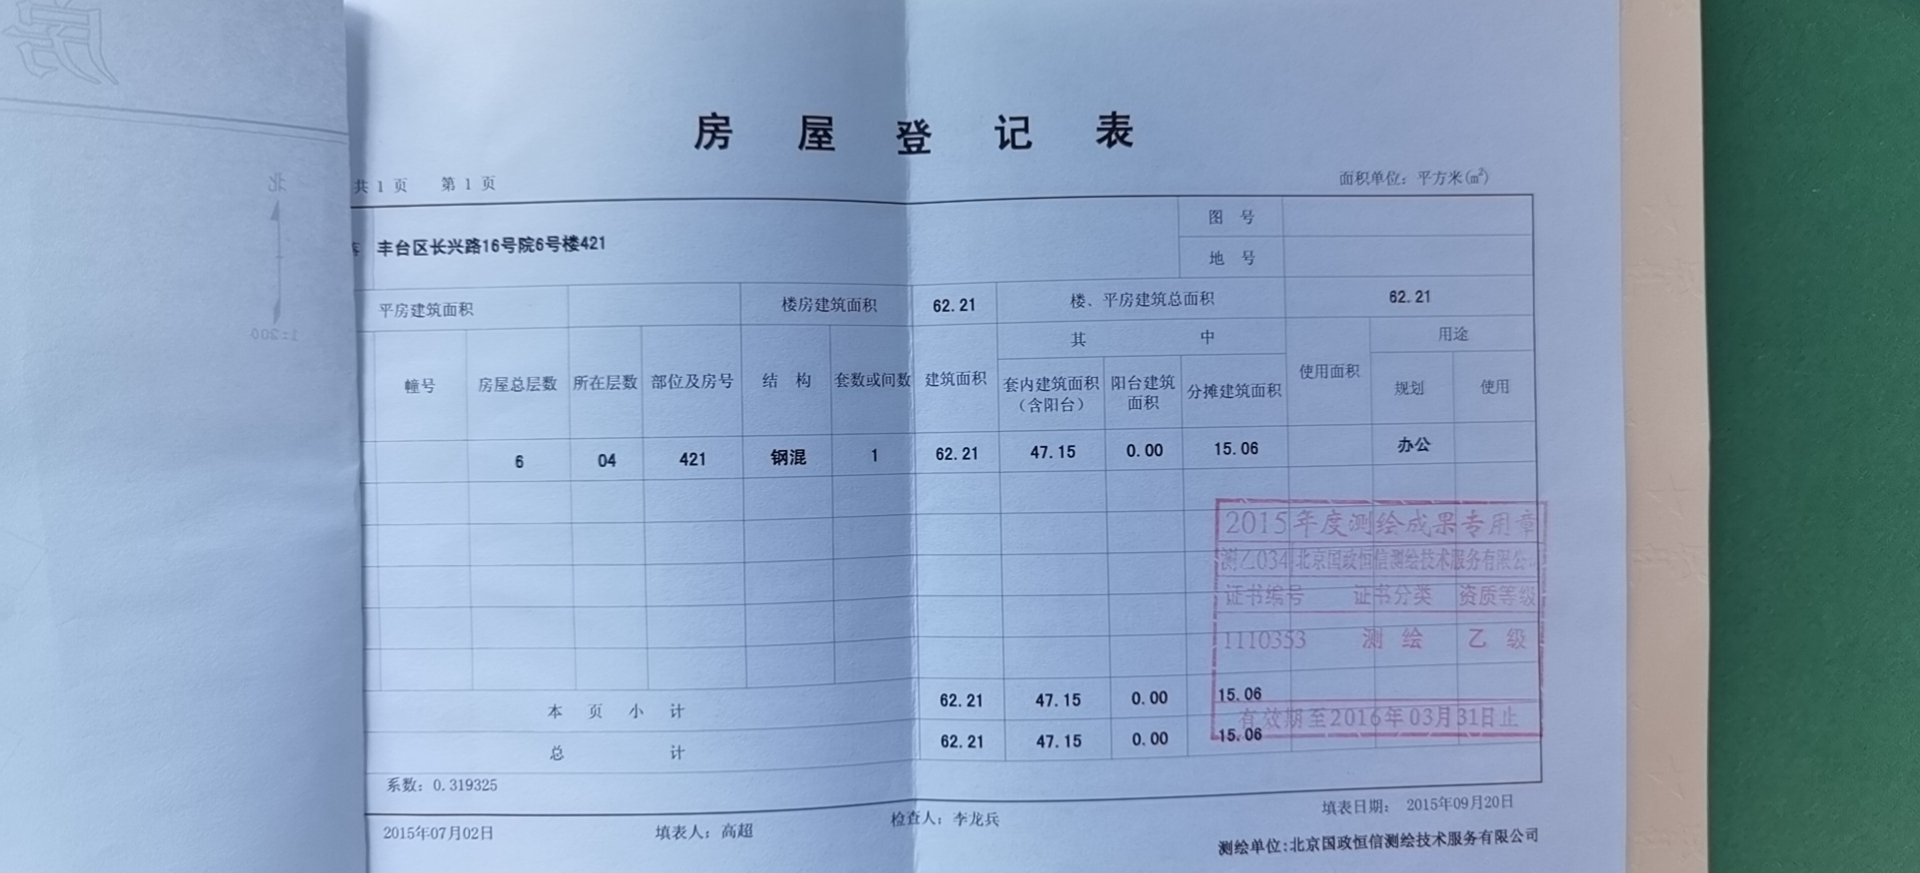 房屋登记表
共 1 页 第 1 页
面积单位：平方米(㎡)
丰台区长兴路16号院6号楼421
图 号
地 号
平房建筑面积 楼房建筑面积 62.21 楼、平房建筑总面积 62.21
幢号 房屋总层数 所在层数 部位及房号 结 构 套数或间数 建筑面积 其 中 使用面积 用途
套内建筑面积（含阳台） 阳台建筑面积 分摊建筑面积 规划 使用
6 04 421 钢混 1 62.21 47.15 0.00 15.06 办公
2015年度测绘成果专用章
测乙034 北京国政恒信测绘技术服务有限公
证书编号 证书分类 资质等级
1110353 测 绘 乙 级
有效期至2016年03月31日止
本 页 小 计 62.21 47.15 0.00 15.06
总 计 62.21 47.15 0.00 15.06
系数：0.319325
2015年07月02日 填表人：高超 检查人：李龙兵 填表日期： 2015年09月20日
测绘单位:北京国政恒信测绘技术服务有限公司
房
北
1:200